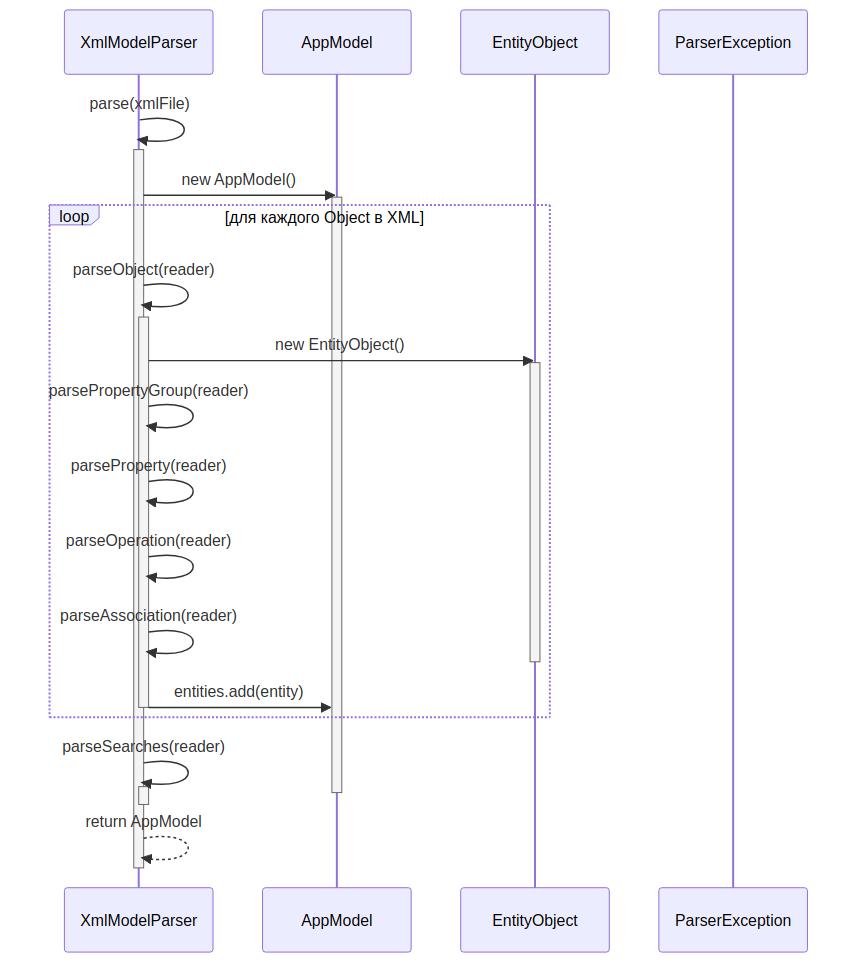 XmlModelParser
AppModel
EntityObject
ParserException
parse(xmlFile)
new AppModel()
loop
[для каждого Object в XML]
parseObject(reader)
new EntityObject()
parsePropertyGroup(reader)
parseProperty(reader)
parseOperation(reader)
parseAssociation(reader)
entities.add(entity)
parseSearches(reader)
return AppModel
XmlModelParser
AppModel
EntityObject
ParserException